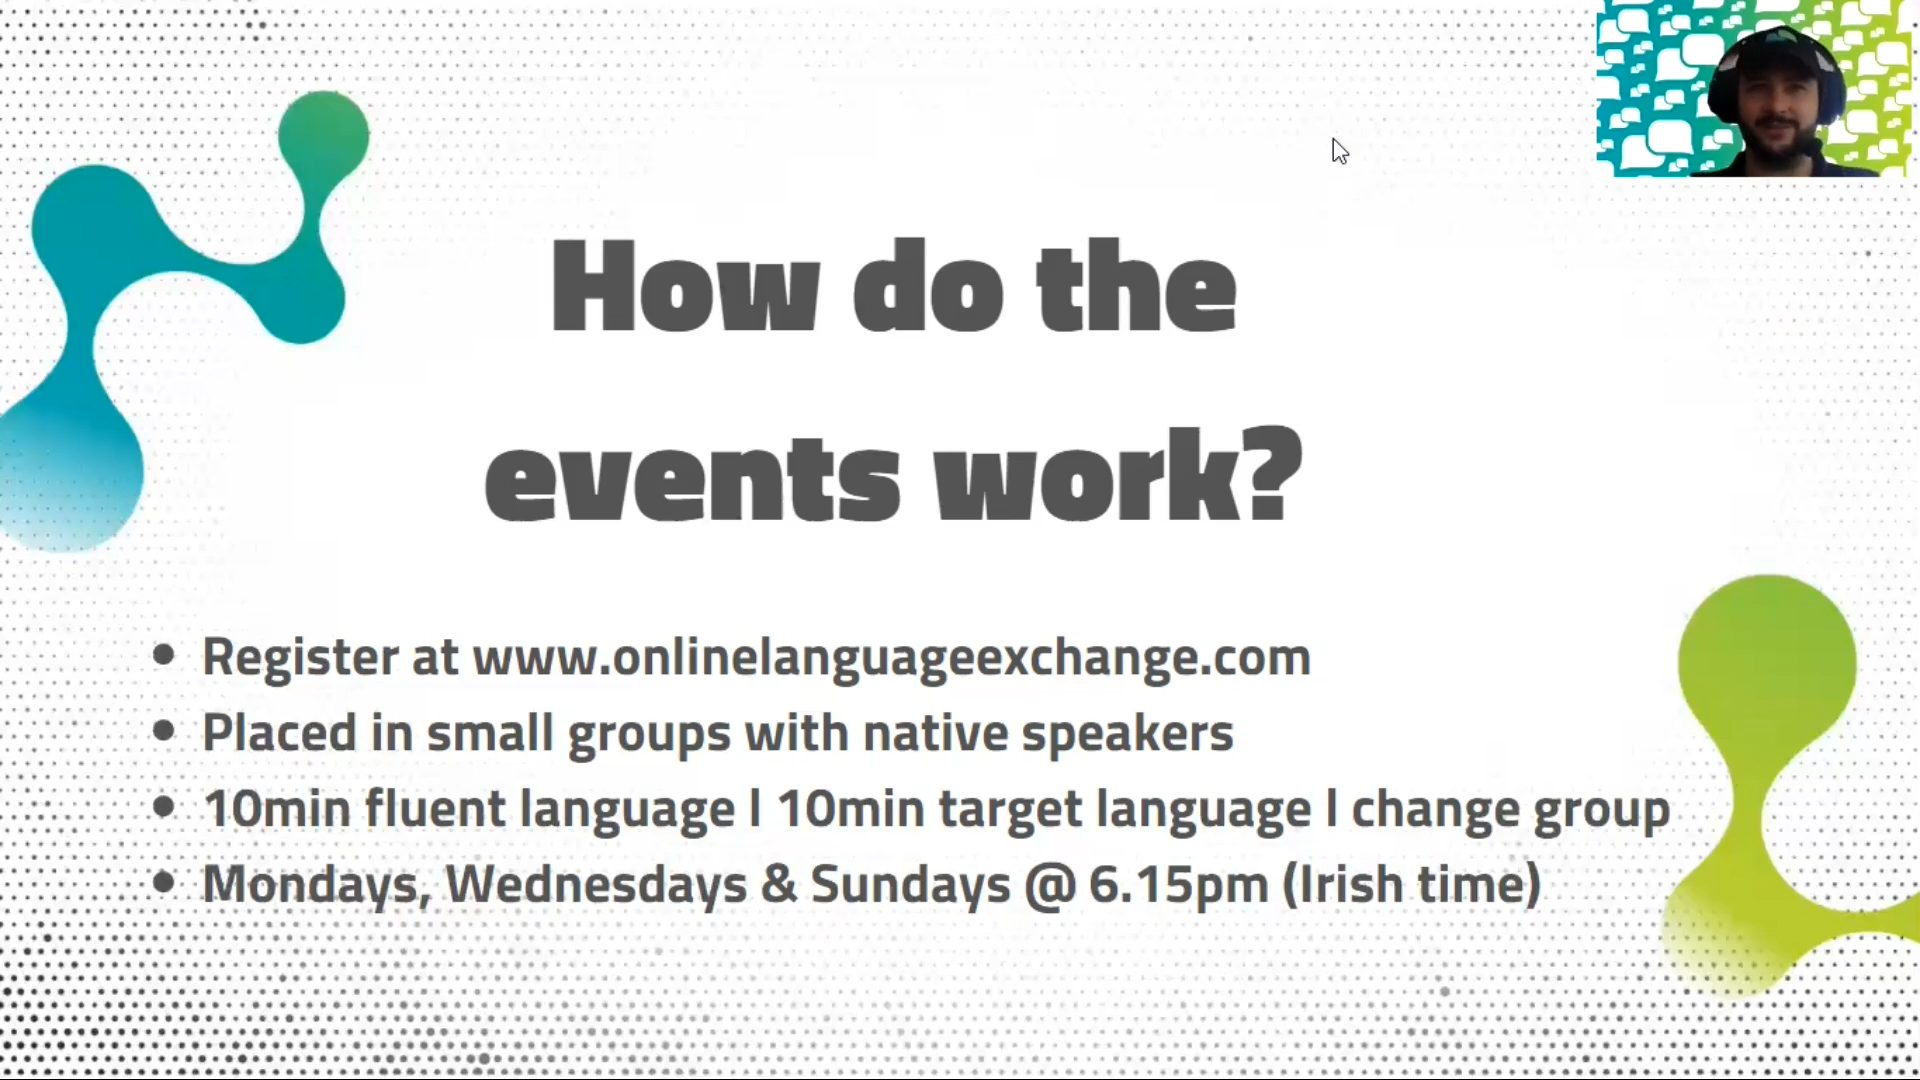 How do the
events work?
• Register at www.onlinelanguageexchange.com
• Placed in small groups with native speakers
• 10min fluent language l 10min target language l change group
• Mondays, Wednesdays & Sundays @ 6.15pm (Irish time)